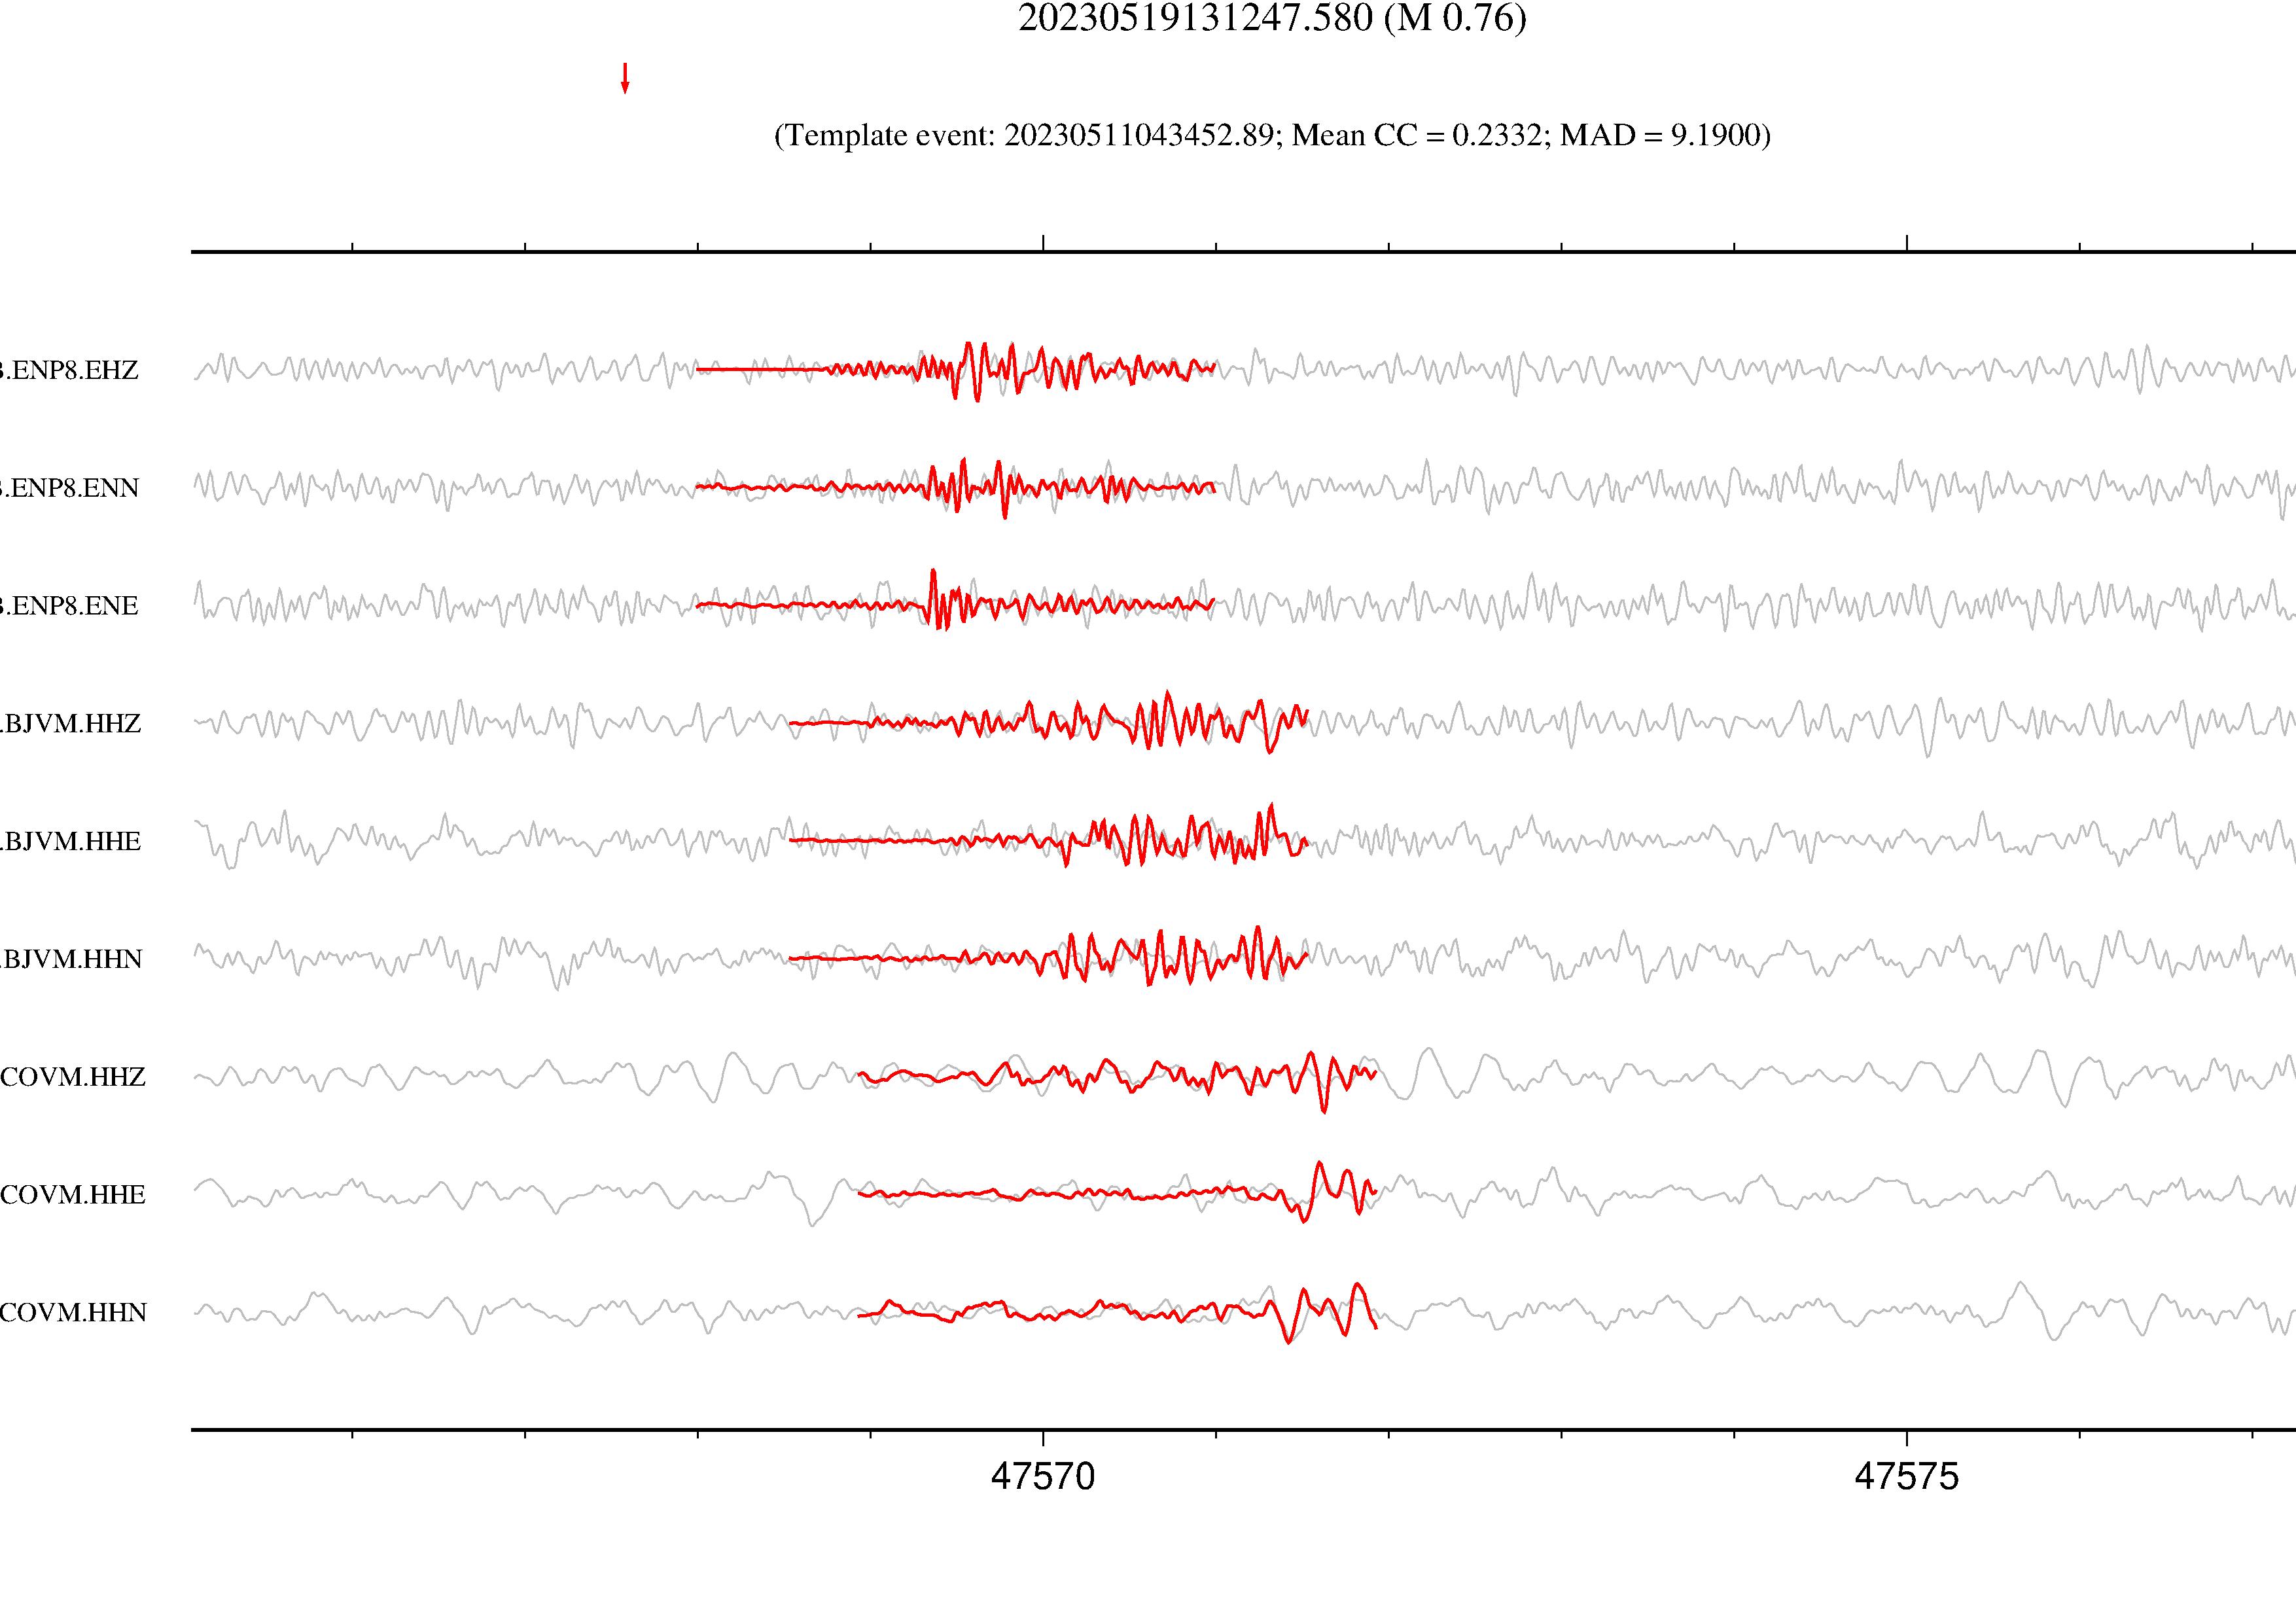 20230519131247.580 (M 0.76)
(Template event: 20230511043452.89; Mean CC = 0.2332; MAD = 9.1900)
.ENP8.EHZ
.ENP8.ENN
.ENP8.ENE
.BJVM.HHZ
.BJVM.HHE
.BJVM.HHN
COVM.HHZ
COVM.HHE
COVM.HHN
47570
47575